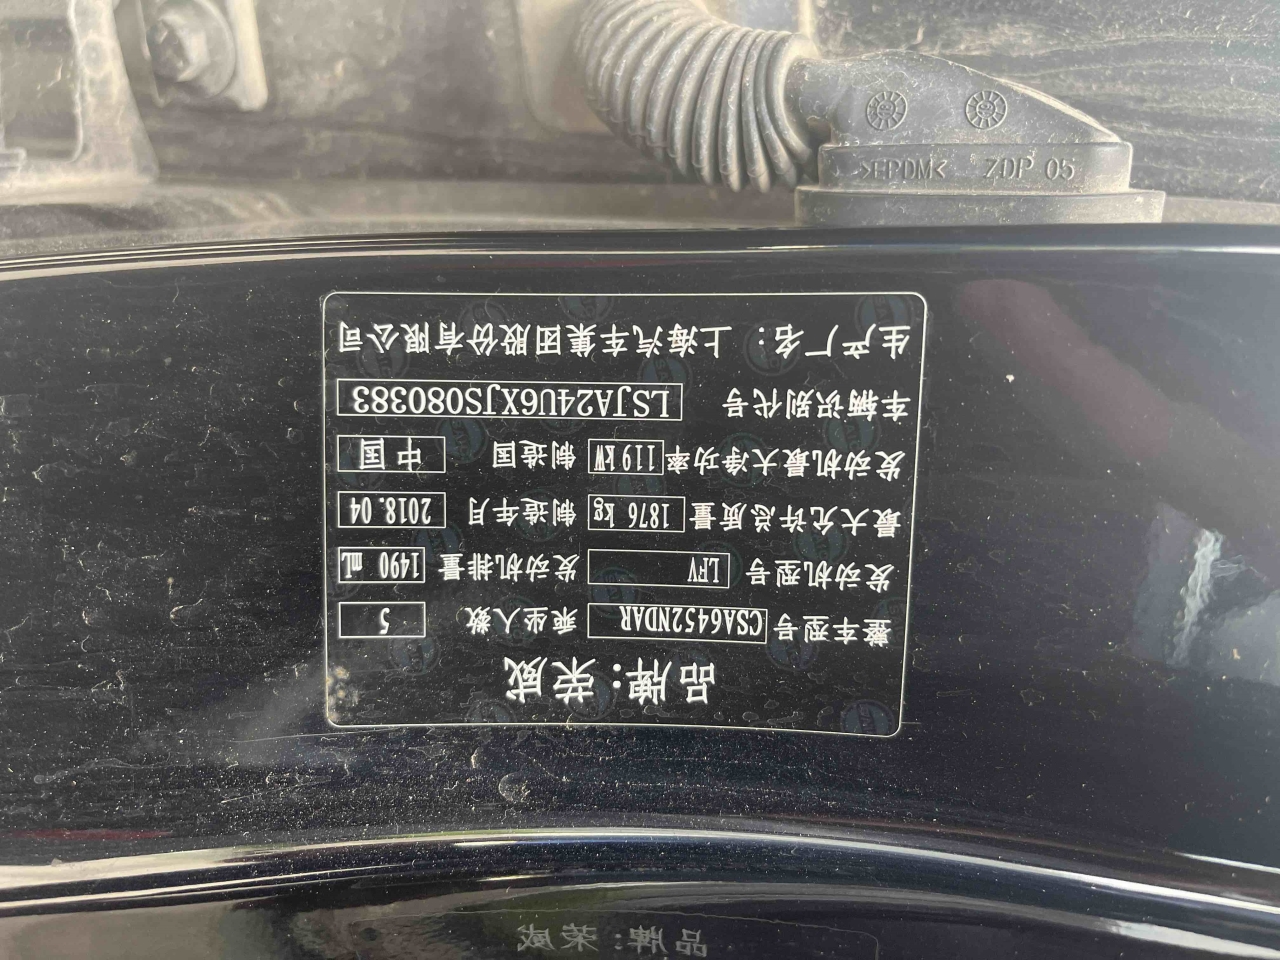 品牌：荣威
整车型号 CSA6452NDAR 乘坐人数 5
发动机型号 LFV 发动机排量 1490 mL
最大允许总质量 1876 kg 制造年月 2018.04
发动机最大净功率 119 kW 制造国 中国
车辆识别代号 LSJA24U6XJS080383
生产厂名：上海汽车集团股份有限公司
>EPDM< ZDP 05
品牌：荣威